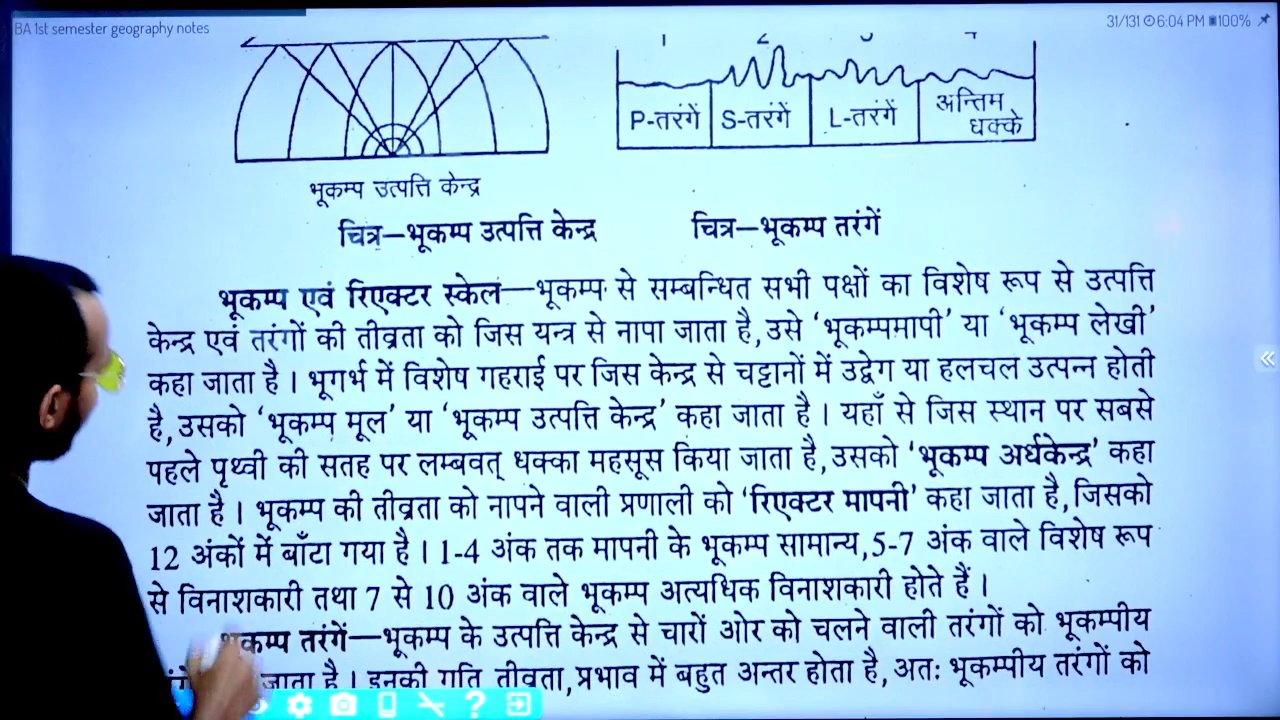 BA 1st semester geography notes
31/131 6:04 PM 100%
P-तरंगें S-तरंगें L-तरंगें अन्तिम धक्के
भूकम्प उत्पत्ति केन्द्र
चित्र—भूकम्प उत्पत्ति केन्द्र चित्र—भूकम्प तरंगें
भूकम्प एवं रिएक्टर स्केल—भूकम्प से सम्बन्धित सभी पक्षों का विशेष रूप से उत्पत्ति
केन्द्र एवं तरंगों की तीव्रता को जिस यन्त्र से नापा जाता है, उसे ‘भूकम्पमापी’ या ‘भूकम्प लेखी’
कहा जाता है। भूगर्भ में विशेष गहराई पर जिस केन्द्र से चट्टानों में उद्वेग या हलचल उत्पन्न होती
है, उसको ‘भूकम्प मूल’ या ‘भूकम्प उत्पत्ति केन्द्र’ कहा जाता है। यहाँ से जिस स्थान पर सबसे
पहले पृथ्वी की सतह पर लम्बवत् धक्का महसूस किया जाता है, उसको ‘भूकम्प अर्धकेन्द्र’ कहा
जाता है। भूकम्प की तीव्रता को नापने वाली प्रणाली को ‘रिएक्टर मापनी’ कहा जाता है, जिसको
12 अंकों में बाँटा गया है। 1-4 अंक तक मापनी के भूकम्प सामान्य, 5-7 अंक वाले विशेष रूप
से विनाशकारी तथा 7 से 10 अंक वाले भूकम्प अत्यधिक विनाशकारी होते हैं।
तरंगें—भूकम्प के उत्पत्ति केन्द्र से चारों ओर को चलने वाली तरंगों को भूकम्पीय
जाता है। इनकी गति, तीव्रता, प्रभाव में बहुत अन्तर होता है, अतः भूकम्पीय तरंगों को